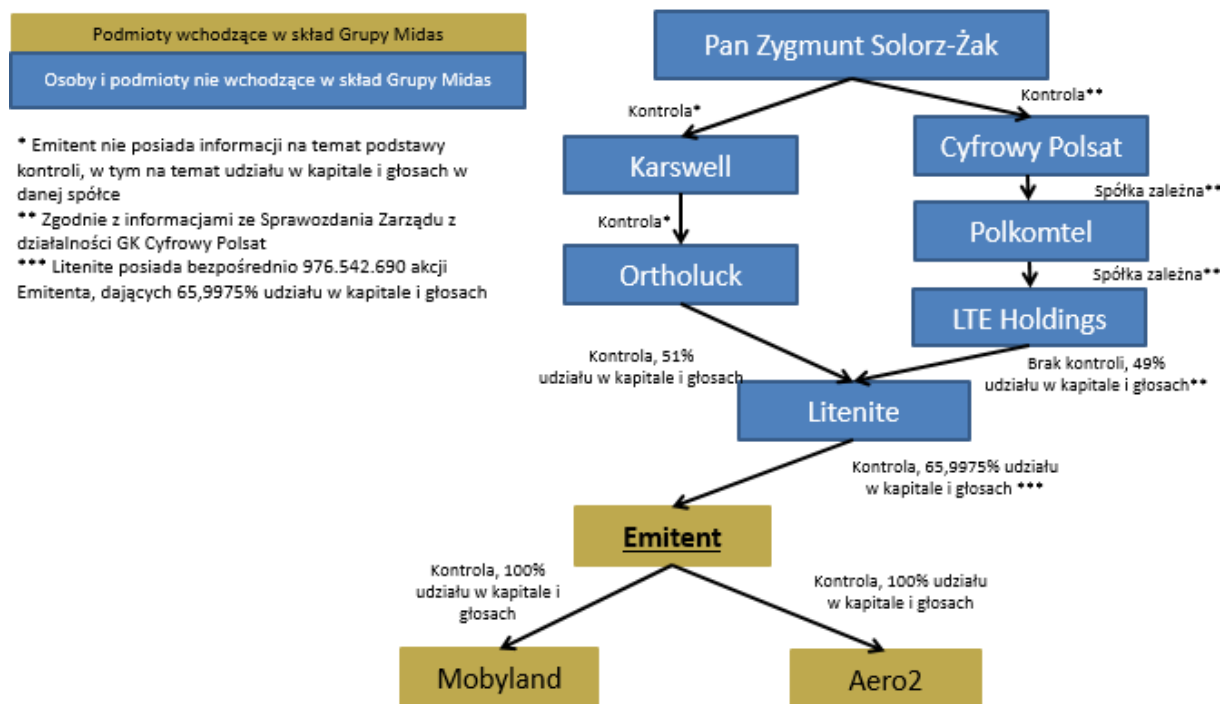 Podmioty wchodzące w skład Grupy Midas
Osoby i podmioty nie wchodzące w skład Grupy Midas
* Emitent nie posiada informacji na temat podstawy
kontroli, w tym na temat udziału w kapitale i głosach w
danej spółce
** Zgodnie z informacjami ze Sprawozdania Zarządu z
działalności GK Cyfrowy Polsat
*** Litenite posiada bezpośrednio 976.542.690 akcji
Emitenta, dających 65,9975% udziału w kapitale i głosach
Pan Zygmunt Solorz-Żak
Kontrola*
Kontrola**
Karswell
Cyfrowy Polsat
Kontrola*
Spółka zależna**
Ortholuck
Polkomtel
Spółka zależna**
LTE Holdings
Kontrola, 51%
udziału w kapitale i głosach
Brak kontroli, 49%
udziału w kapitale i głosach**
Litenite
Kontrola, 65,9975% udziału
w kapitale i głosach ***
Emitent
Kontrola, 100%
udziału w kapitale i
głosach
Kontrola, 100% udziału
w kapitale i głosach
Mobyland
Aero2